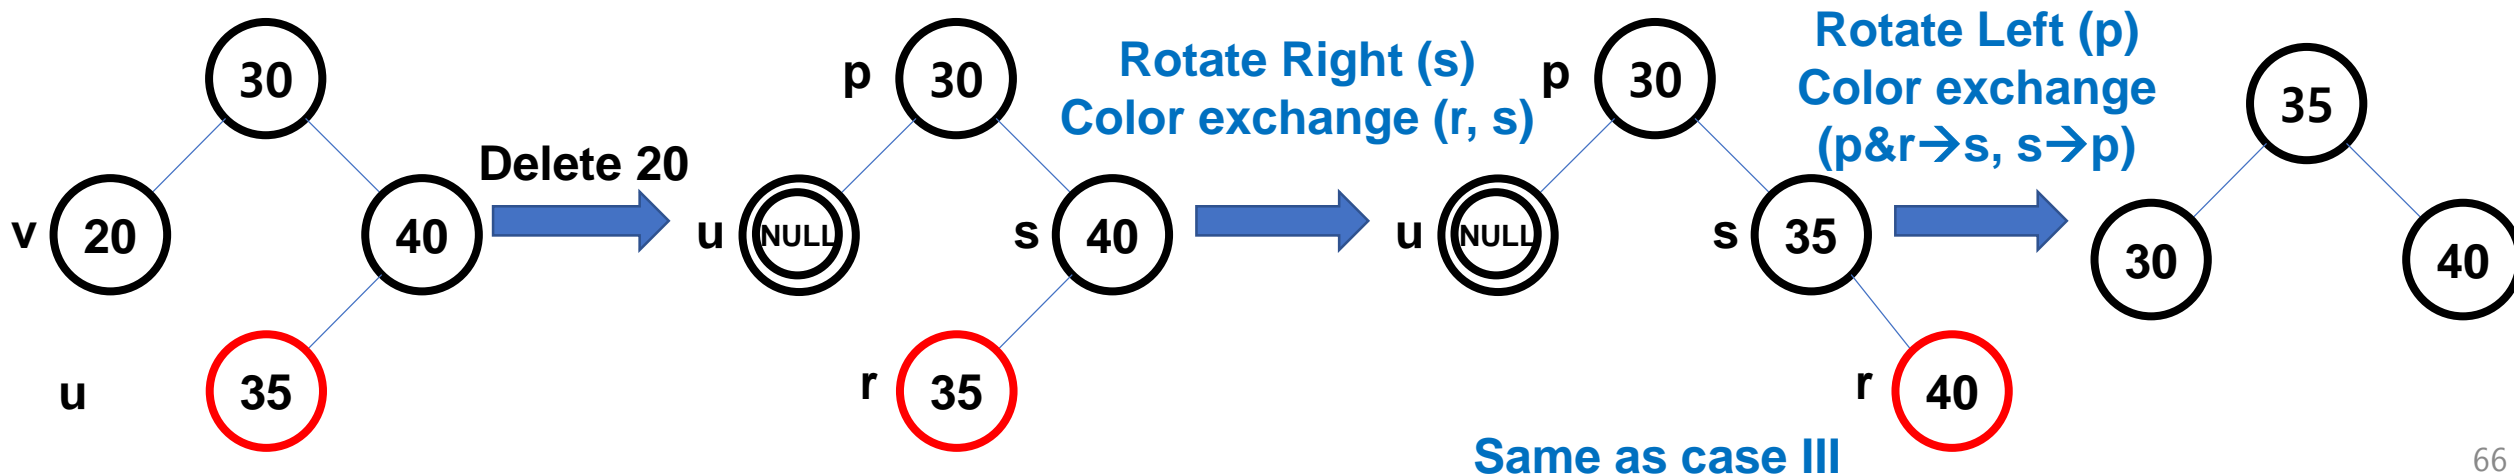 30
v
20
40
u
35
Delete 20
p
30
u
NULL
s
40
r
35
Rotate Right (s)
Color exchange (r, s)
p
30
u
NULL
s
35
r
40
Same as case III
Rotate Left (p)
Color exchange
(p&r→s, s→p)
35
30
40
66